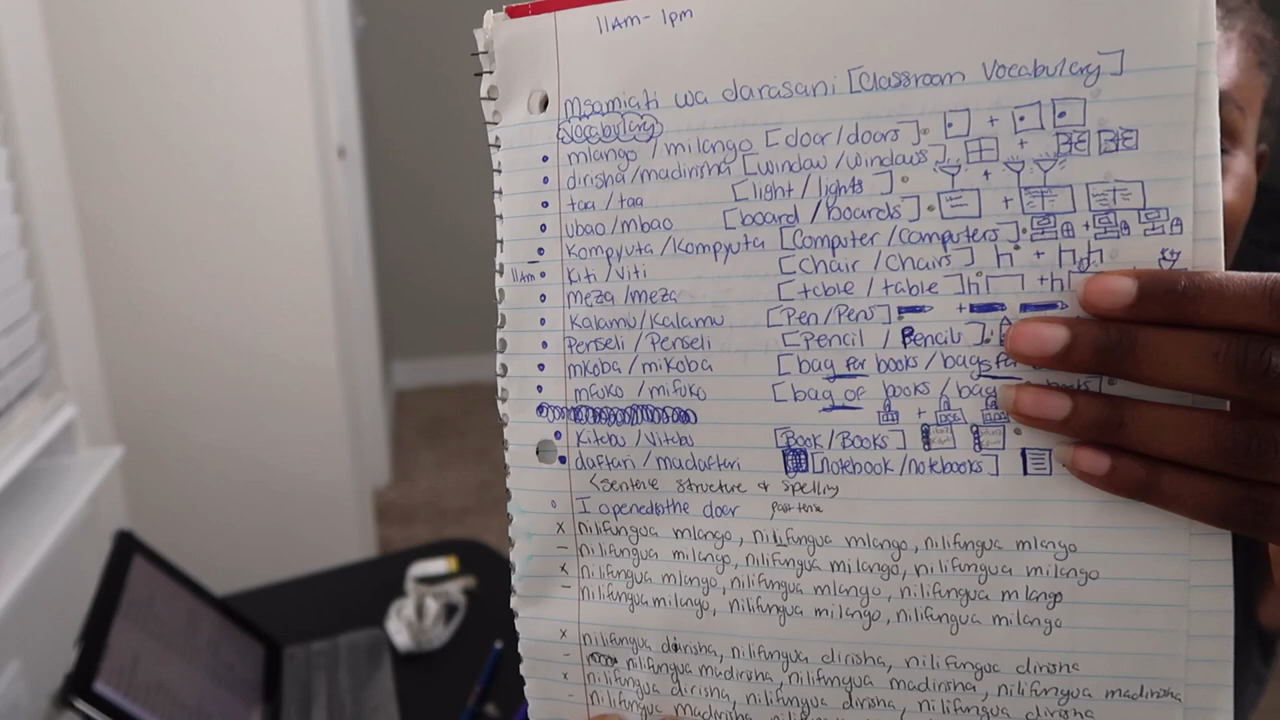 11Am - 1pm
Msamiati wa darasani [Classroom Vocabulary]
Vocabulary
mlango / milango [door/doors]
dirisha/madirisha [window/windows]
taa / taa [light/lights]
ubao/mbao [board/boards]
Kompyuta/Kompyuta [Computer/Computers]
11Am Kiti / Viti [Chair/Chairs]
meza /meza [table / table]
Kalamu/Kalamu [Pen/Pens]
Penseli / Penseli [Pencil / Pencils]
mkoba / mikoba [bag for books / bags for
mfuko / mifuko [bag of books / bag books]
Kitabu / Vitabu [Book/Books]
daftari / madaftari [notebook/notebooks]
<sentence structure + spelling
I opened the door past tense
x nilifungua mlango, nilifungua mlango, nilifungua mlango
- nilifungua milango, nilifungua milango, nilifungua milango
x nilifungua mlango, nilifungua mlango, nilifungua mlango
- nilifungua milango, nilifungua milango, nilifungua milango
x nilifungua dirisha, nilifungua dirisha, nilifungua dirisha
- nilifungua madirisha, nilifungua madirisha, nilifungua madirisha
x nilifungua dirisha, nilifungua dirisha, nilifungua dirisha
- nilifungua madirisha,